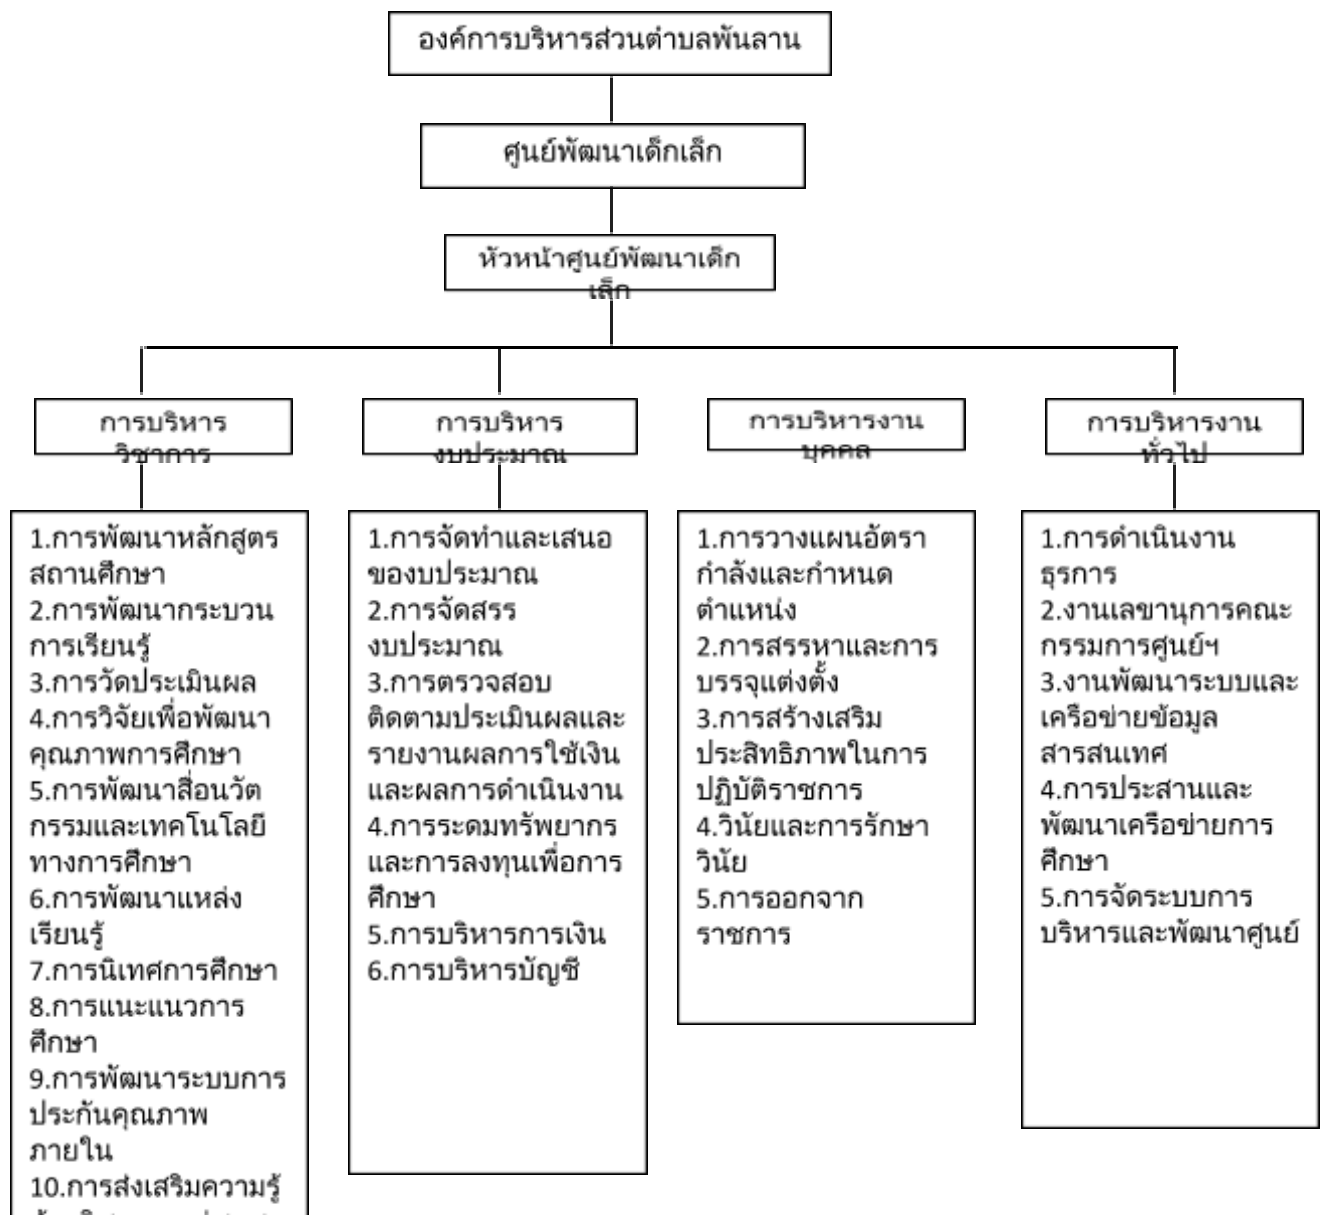 องค์การบริหารส่วนตำบลพันลาน
ศูนย์พัฒนาเด็กเล็ก
หัวหน้าศูนย์พัฒนาเด็ก
เล็ก
การบริหาร
วิชาการ
การบริหาร
งบประมาณ
การบริหารงาน
บุคคล
การบริหารงาน
ทั่วไป
1.การพัฒนาหลักสูตร
สถานศึกษา
2.การพัฒนากระบวน
การเรียนรู้
3.การวัดประเมินผล
4.การวิจัยเพื่อพัฒนา
คุณภาพการศึกษา
5.การพัฒนาสื่อนวัต
กรรมและเทคโนโลยี
ทางการศึกษา
6.การพัฒนาแหล่ง
เรียนรู้
7.การนิเทศการศึกษา
8.การแนะแนวการ
ศึกษา
9.การพัฒนาระบบการ
ประกันคุณภาพ
ภายใน
10.การส่งเสริมความรู้
1.การจัดทำและเสนอ
ของบประมาณ
2.การจัดสรร
งบประมาณ
3.การตรวจสอบ
ติดตามประเมินผลและ
รายงานผลการใช้เงิน
และผลการดำเนินงาน
4.การระดมทรัพยากร
และการลงทุนเพื่อการ
ศึกษา
5.การบริหารการเงิน
6.การบริหารบัญชี
1.การวางแผนอัตรา
กำลังและกำหนด
ตำแหน่ง
2.การสรรหาและการ
บรรจุแต่งตั้ง
3.การสร้างเสริม
ประสิทธิภาพในการ
ปฏิบัติราชการ
4.วินัยและการรักษา
วินัย
5.การออกจาก
ราชการ
1.การดำเนินงาน
ธุรการ
2.งานเลขานุการคณะ
กรรมการศูนย์ฯ
3.งานพัฒนาระบบและ
เครือข่ายข้อมูล
สารสนเทศ
4.การประสานและ
พัฒนาเครือข่ายการ
ศึกษา
5.การจัดระบบการ
บริหารและพัฒนาศูนย์